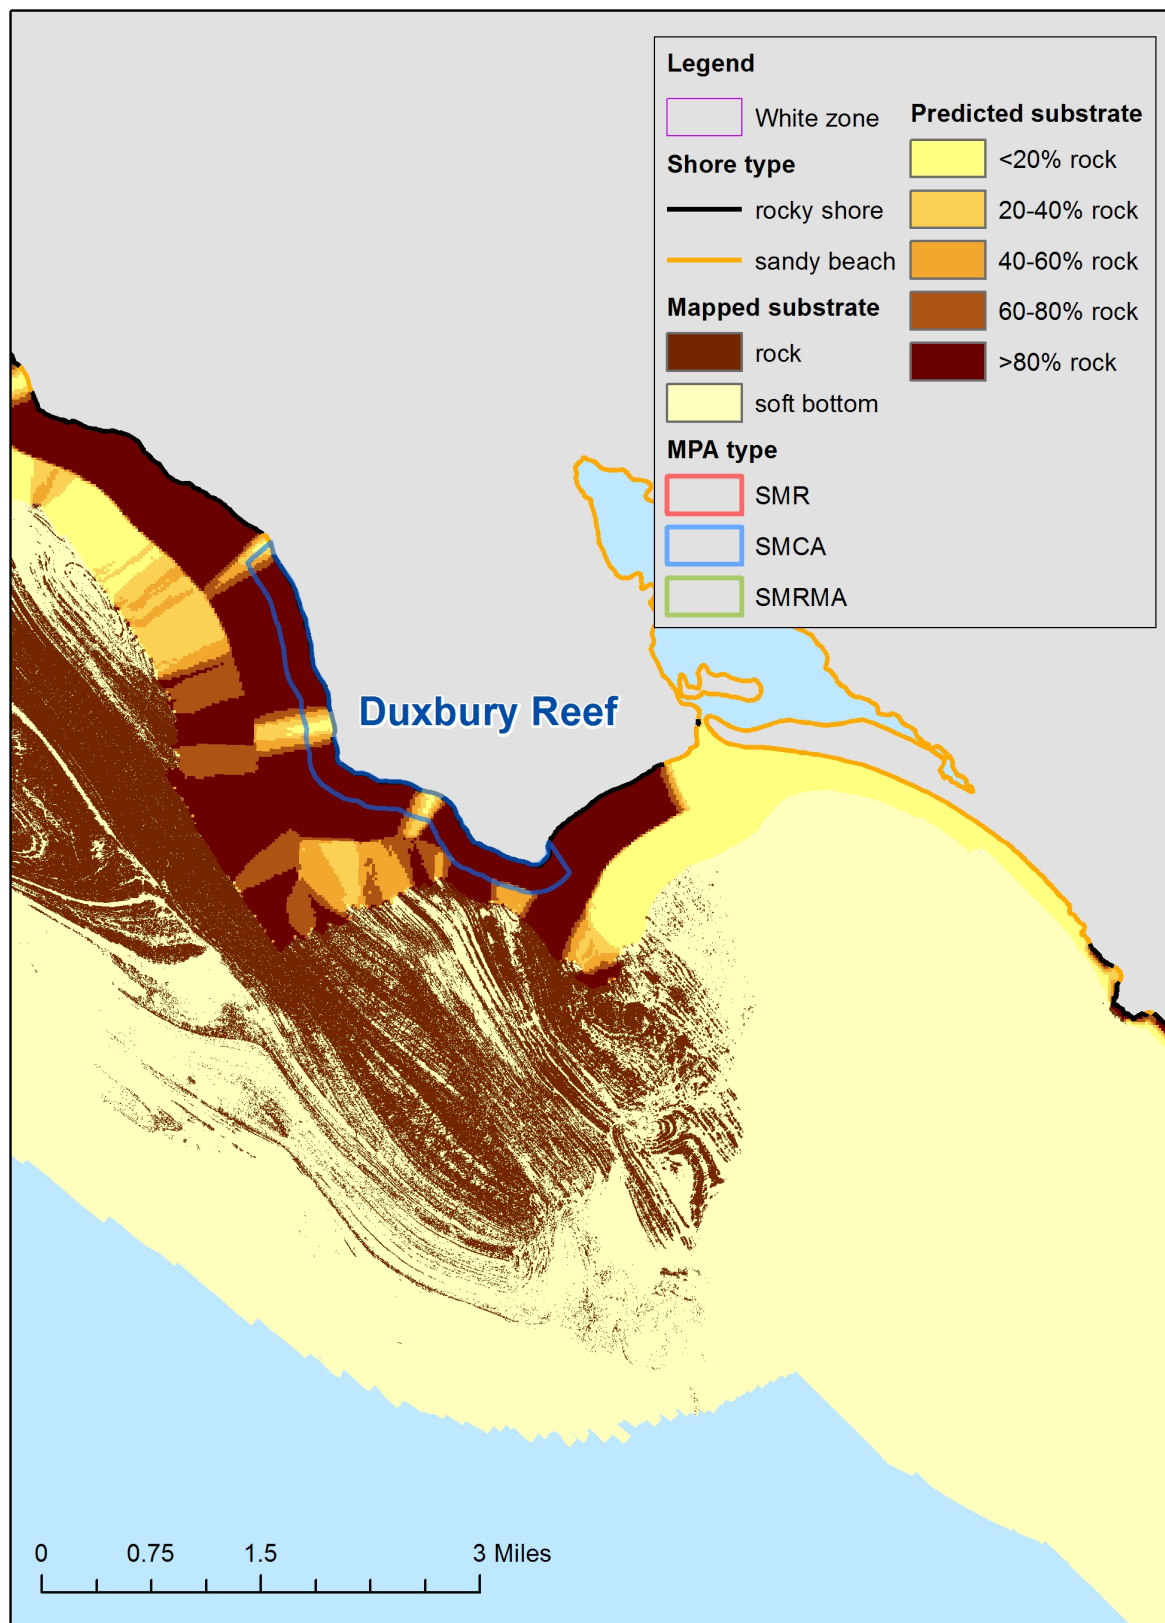 Legend
White zone
Shore type
rocky shore
sandy beach
Mapped substrate
rock
soft bottom
MPA type
SMR
SMCA
SMRMA
Predicted substrate
<20% rock
20-40% rock
40-60% rock
60-80% rock
>80% rock
Duxbury Reef
0 0.75 1.5 3 Miles